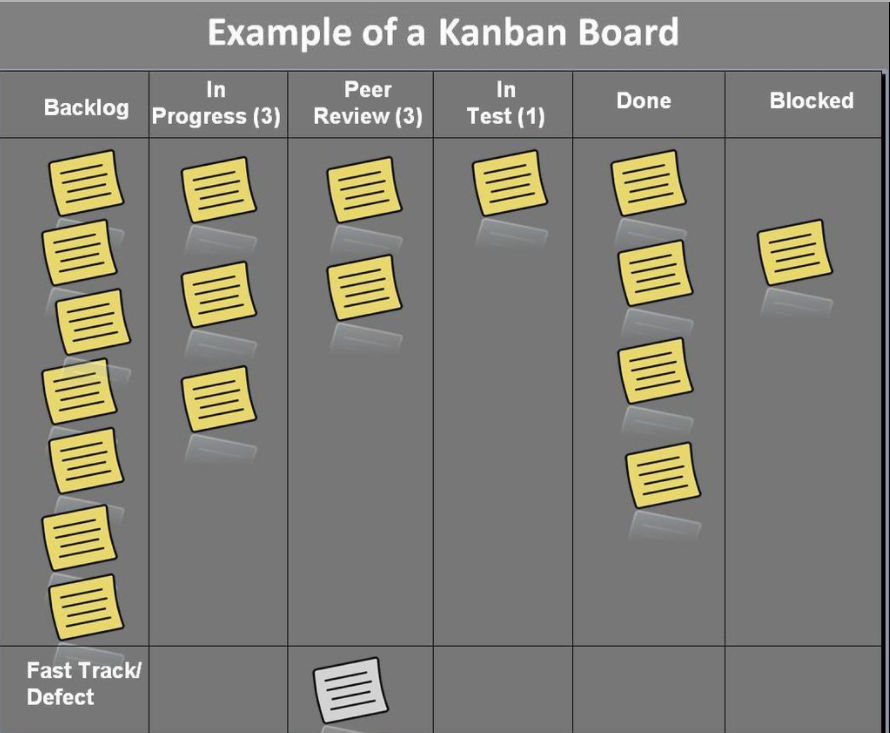 Example of a Kanban Board
Backlog
In
Progress (3)
Peer
Review (3)
In
Test (1)
Done
Blocked
Fast Track/
Defect